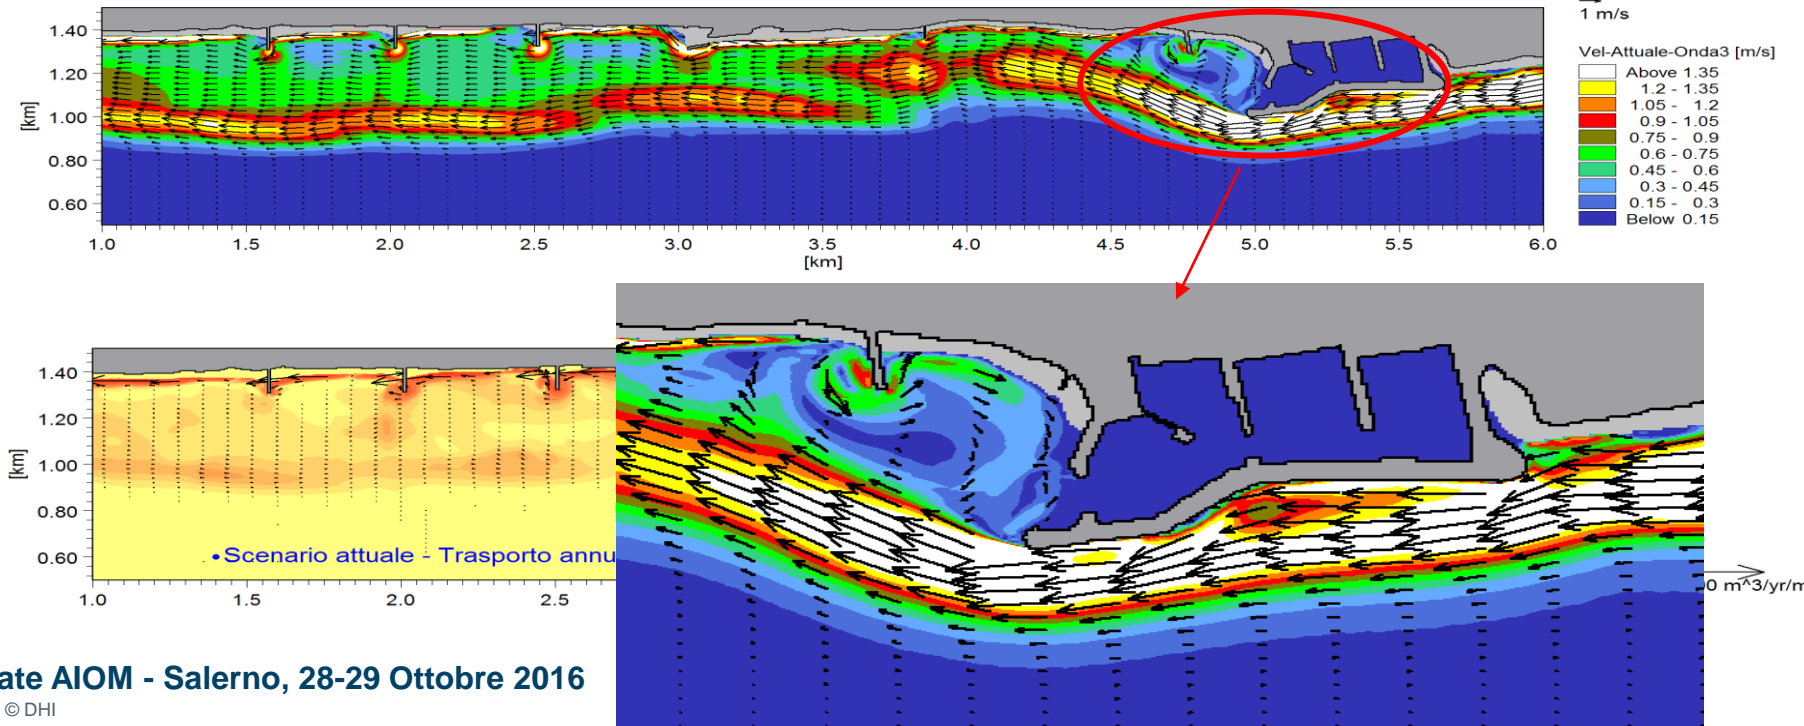 1 m/s
Vel-Attuale-Onda3 [m/s]
Above 1.35
1.2 - 1.35
1.05 - 1.2
0.9 - 1.05
0.75 - 0.9
0.6 - 0.75
0.45 - 0.6
0.3 - 0.45
0.15 - 0.3
Below 0.15
1.40
1.20
1.00
0.80
0.60
[km]
1.0 1.5 2.0 2.5 3.0 3.5 4.0 4.5 5.0 5.5 6.0
[km]
1.40
1.20
1.00
0.80
0.60
[km]
Scenario attuale - Trasporto annu
1.0 1.5 2.0 2.5
00 m^3/yr/m
ate AIOM - Salerno, 28-29 Ottobre 2016
© DHI